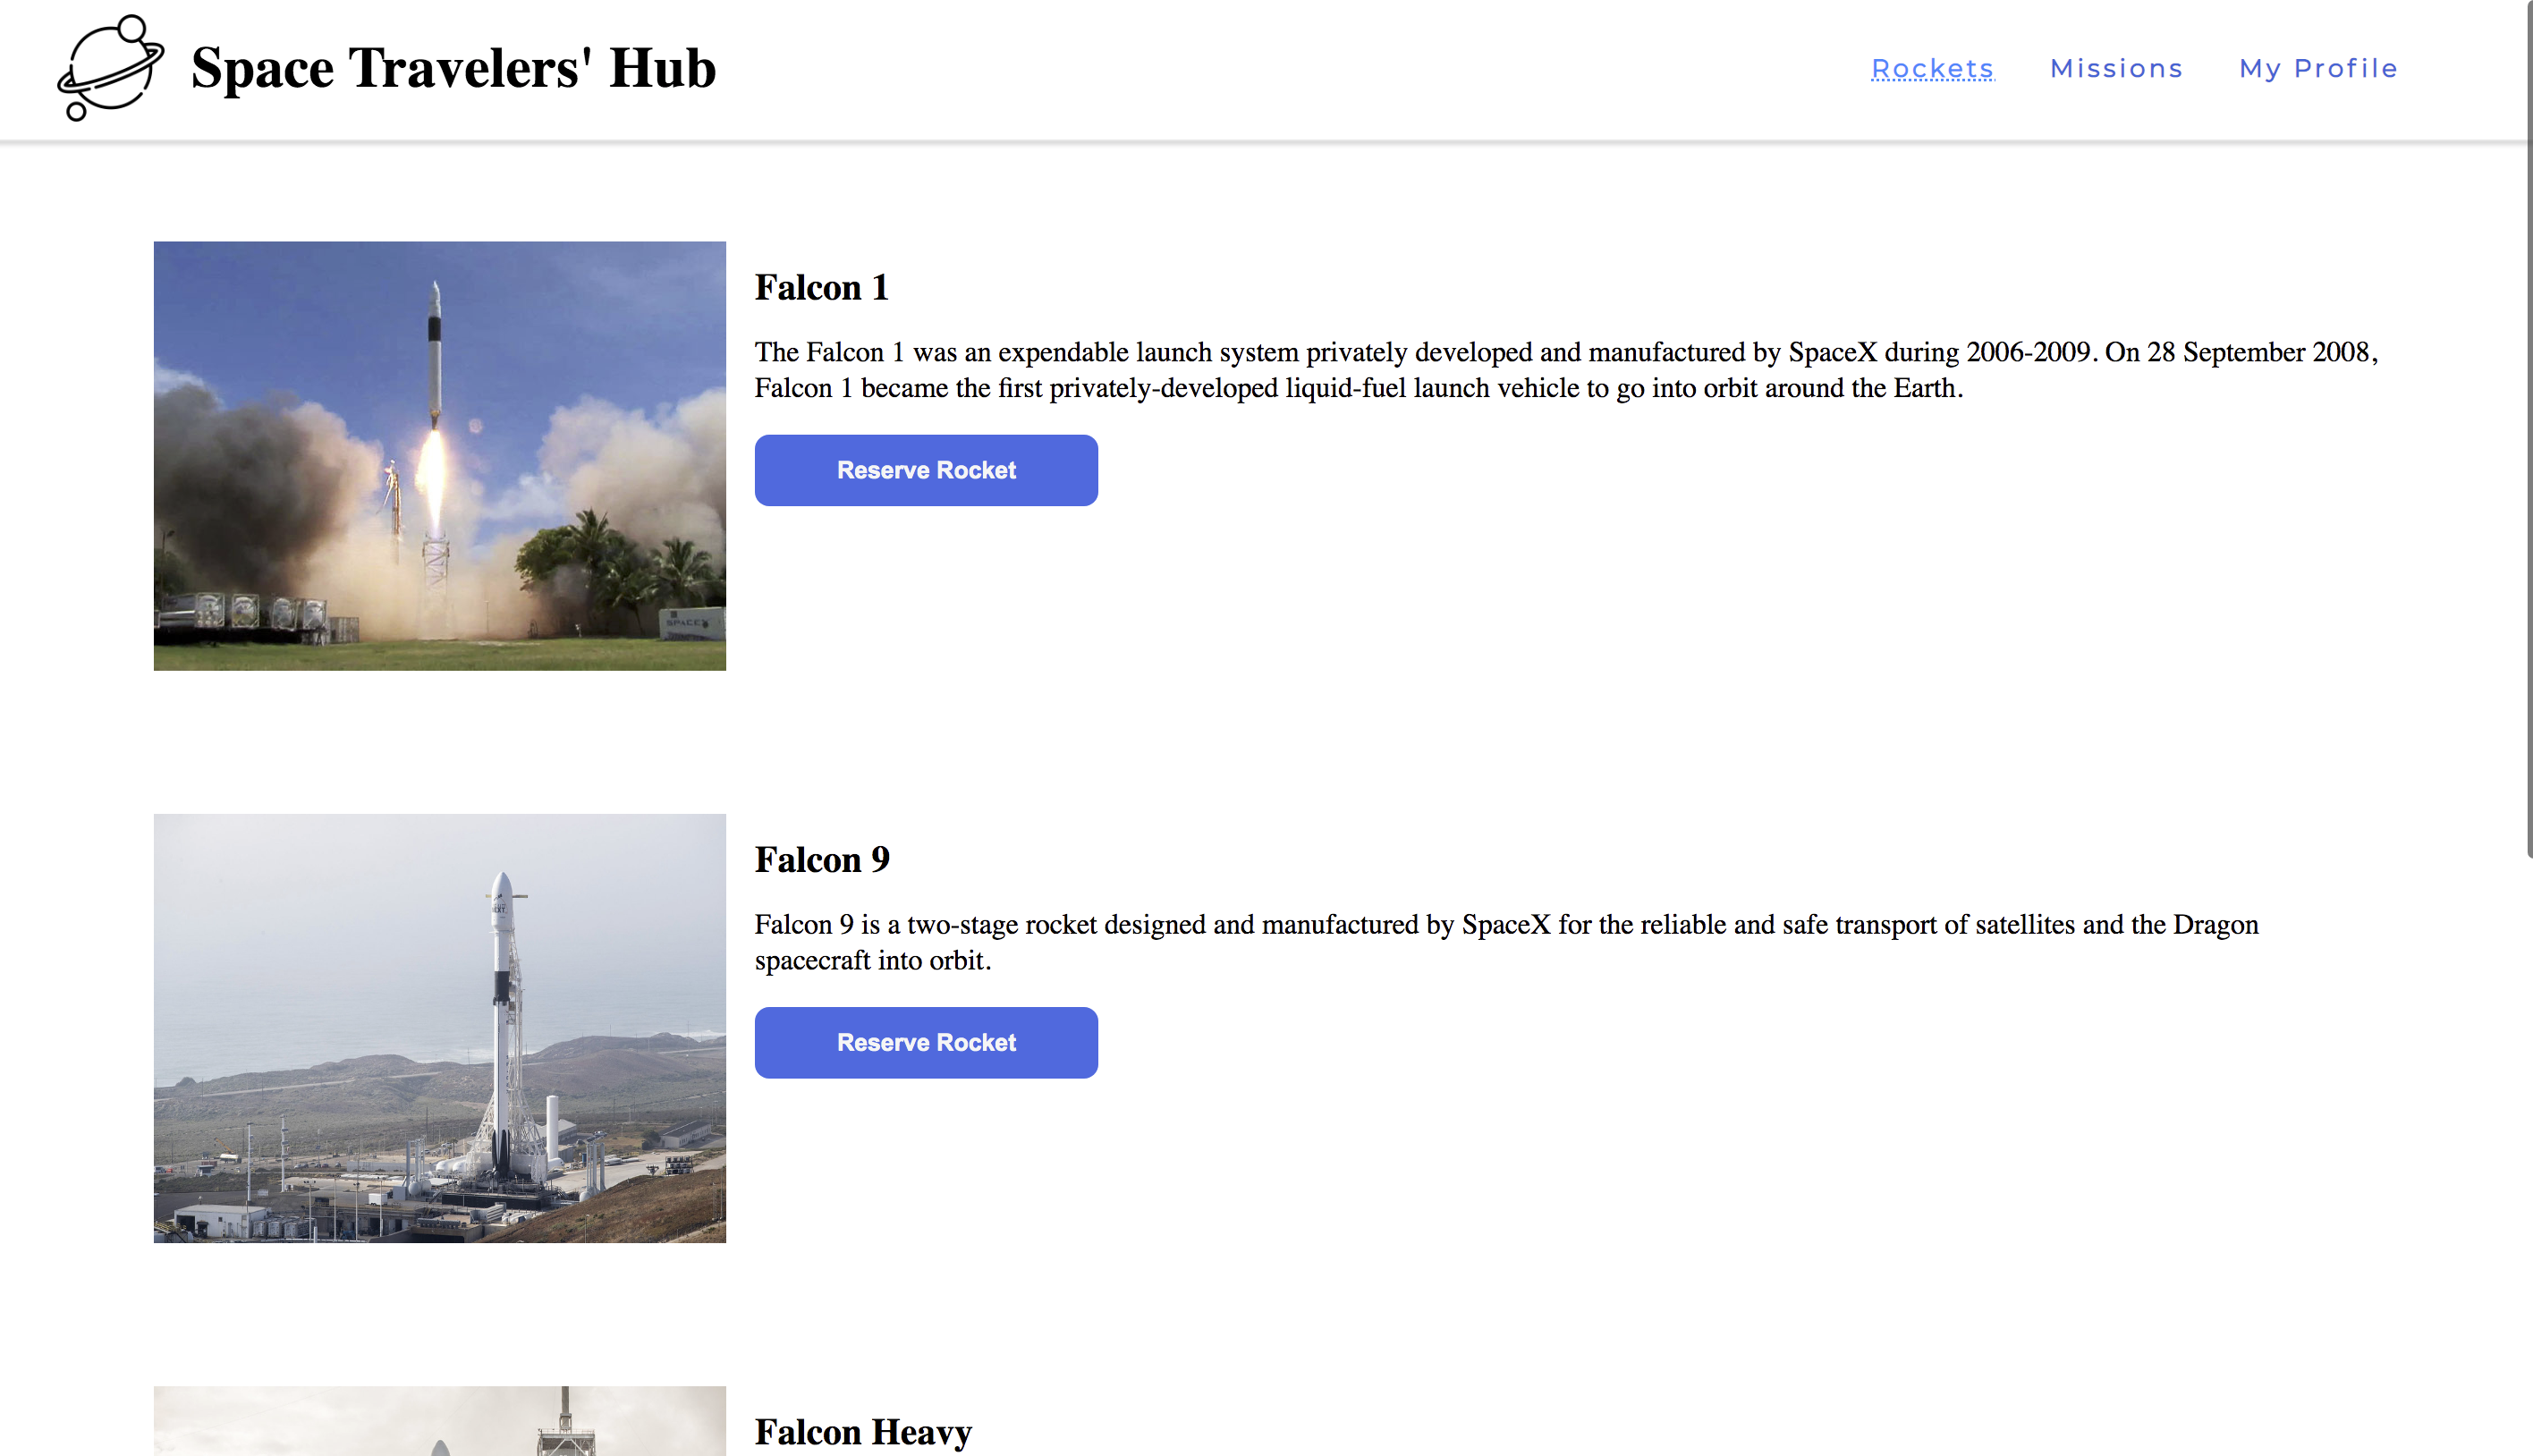 Space Travelers' Hub
Rockets
Missions
My Profile
Falcon 1
The Falcon 1 was an expendable launch system privately developed and manufactured by SpaceX during 2006-2009. On 28 September 2008,
Falcon 1 became the first privately-developed liquid-fuel launch vehicle to go into orbit around the Earth.
Reserve Rocket
SPACEX
Falcon 9
Falcon 9 is a two-stage rocket designed and manufactured by SpaceX for the reliable and safe transport of satellites and the Dragon
spacecraft into orbit.
Reserve Rocket
Falcon Heavy